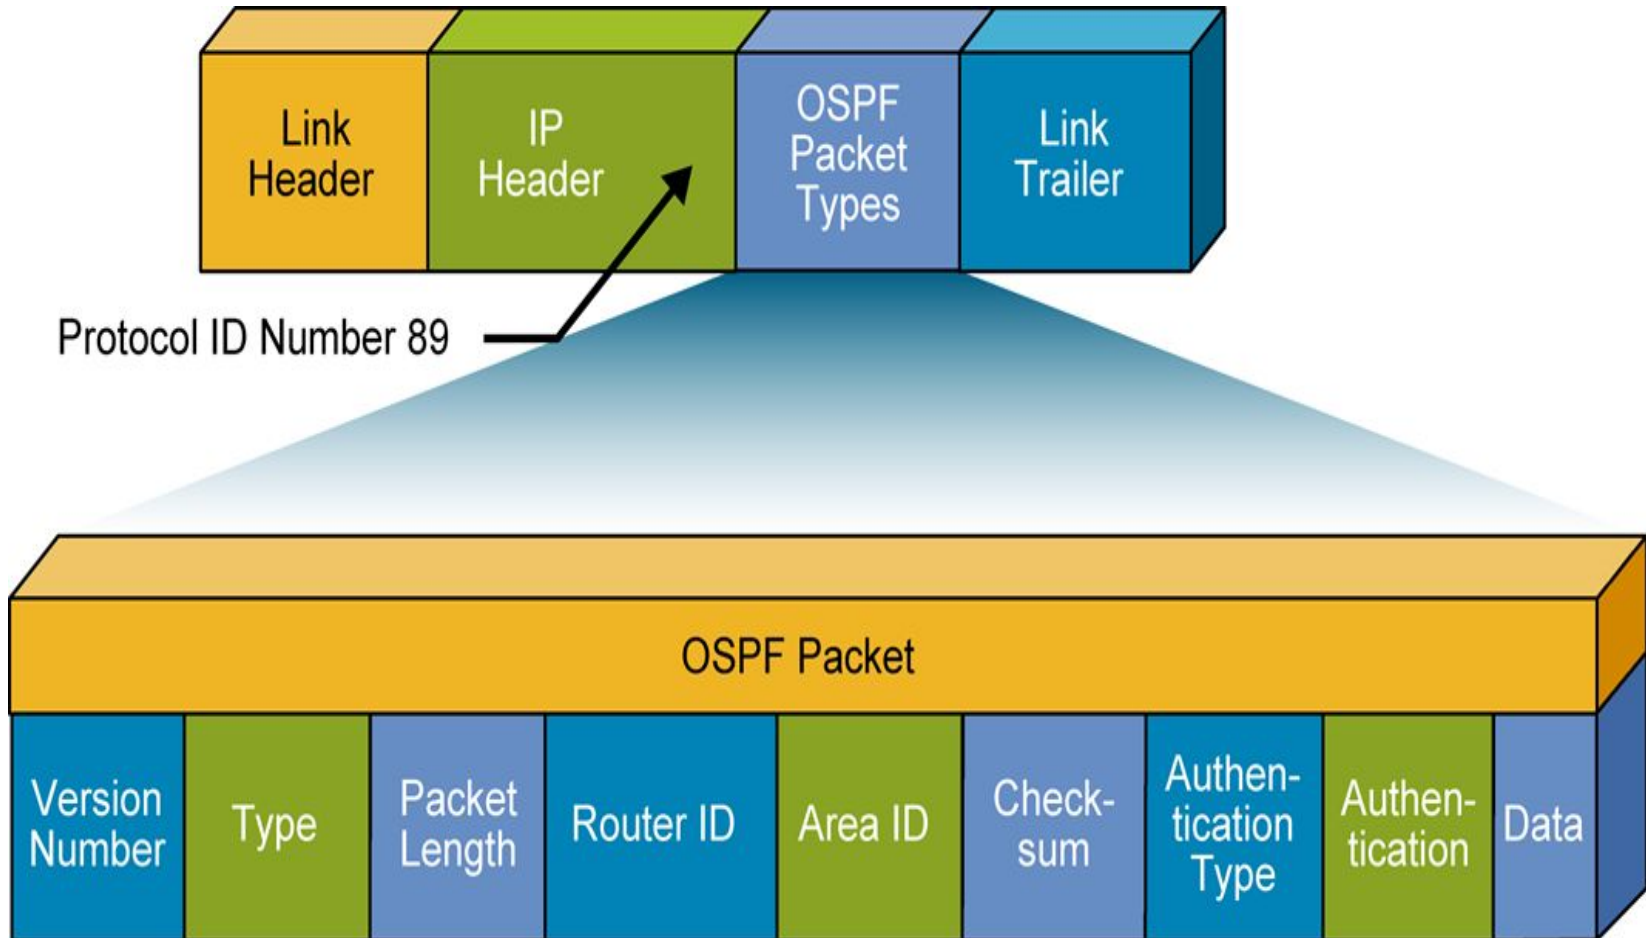 Link
Header
IP
Header
OSPF
Packet
Types
Link
Trailer
Protocol ID Number 89
OSPF Packet
Version
Number
Type
Packet
Length
Router ID
Area ID
Check-
sum
Authen-
tication
Type
Authen-
tication
Data